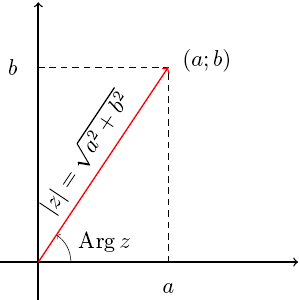 (a; b)
b
|z| = √a² + b²
Arg z
a